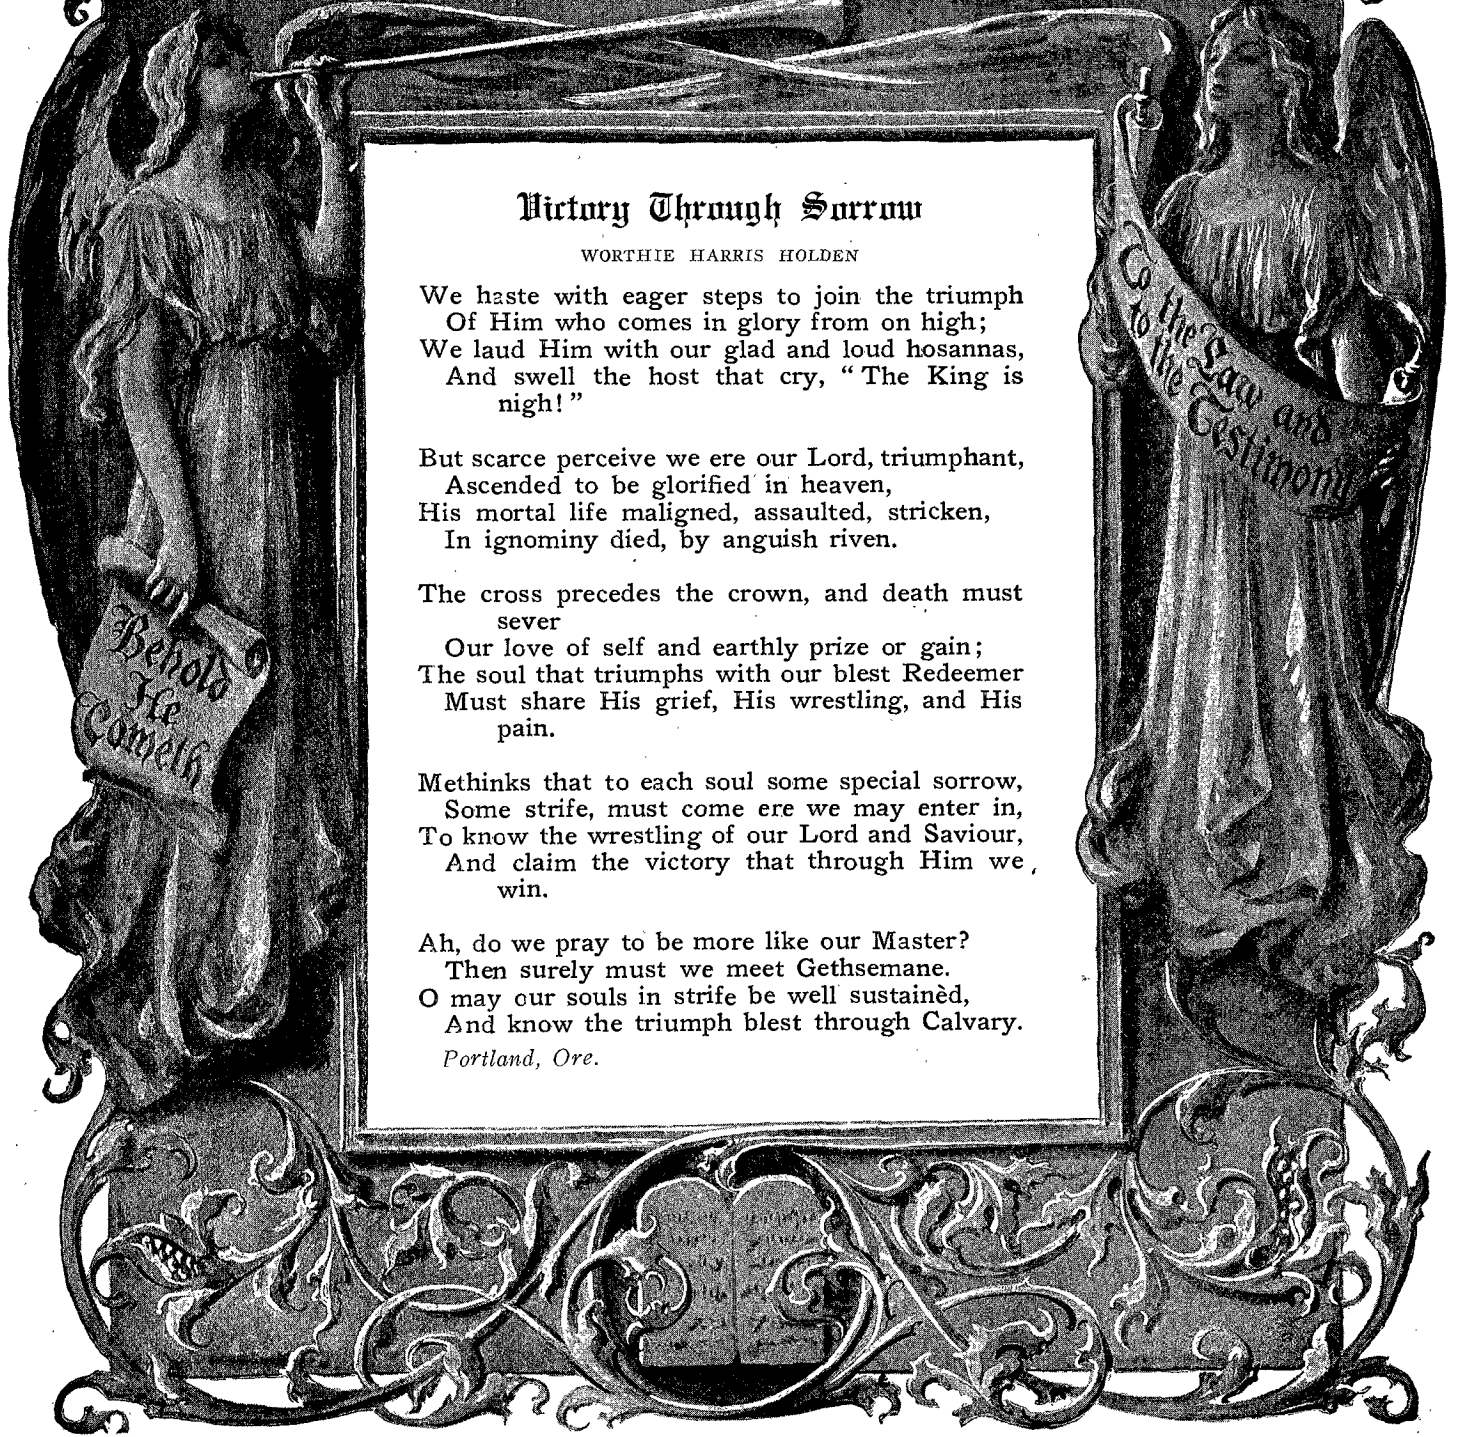 Victory Through Sorrow
WORTHIE HARRIS HOLDEN
We haste with eager steps to join the triumph
Of Him who comes in glory from on high;
We laud Him with our glad and loud hosannas,
And swell the host that cry, “ The King is
nigh! ”
But scarce perceive we ere our Lord, triumphant,
Ascended to be glorified in heaven,
His mortal life maligned, assaulted, stricken,
In ignominy died, by anguish riven.
The cross precedes the crown, and death must
sever
Our love of self and earthly prize or gain;
The soul that triumphs with our blest Redeemer
Must share His grief, His wrestling, and His
pain.
Methinks that to each soul some special sorrow,
Some strife, must come ere we may enter in,
To know the wrestling of our Lord and Saviour,
And claim the victory that through Him we
win.
Ah, do we pray to be more like our Master?
Then surely must we meet Gethsemane.
O may our souls in strife be well sustainèd,
And know the triumph blest through Calvary.
Portland, Ore.
Behold
He
Cometh
To the Law and
to the Testimony